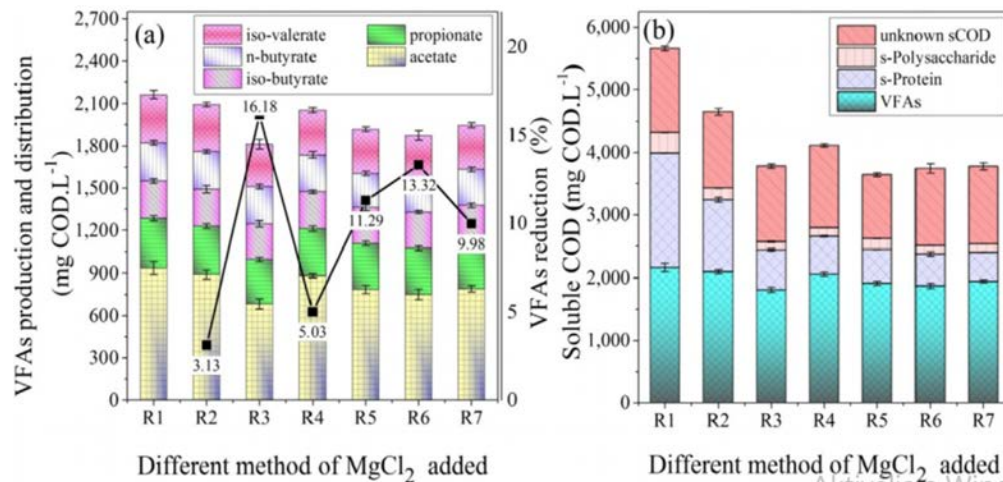 (a)
iso-valerate
n-butyrate
iso-butyrate
propionate
acetate
VFAs production and distribution
(mg COD.L-1)
2,700
2,400
2,100
1,800
1,500
1,200
900
600
300
0
3.13
16.18
5.03
11.29
13.32
9.98
20
15
10
5
0
VFAs reduction (%)
R1 R2 R3 R4 R5 R6 R7
Different method of MgCl2 added
(b)
unknown sCOD
s-Polysaccharide
s-Protein
VFAs
Soluble COD (mg COD.L-1)
6,000
5,000
4,000
3,000
2,000
1,000
0
R1 R2 R3 R4 R5 R6 R7
Different method of MgCl2 added